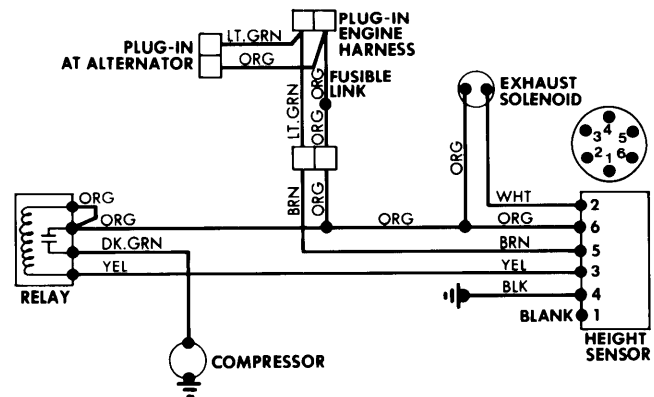 PLUG-IN
ENGINE
HARNESS
PLUG-IN
AT ALTERNATOR
LT.GRN
ORG
ORG
FUSIBLE
LINK
LT.GRN
ORG
EXHAUST
SOLENOID
3 4 5
2 1 6
ORG
BRN
ORG
WHT
2
ORG
ORG
ORG
ORG
6
DK.GRN
BRN
5
YEL
YEL
3
RELAY
BLK
4
BLANK
1
HEIGHT
SENSOR
COMPRESSOR